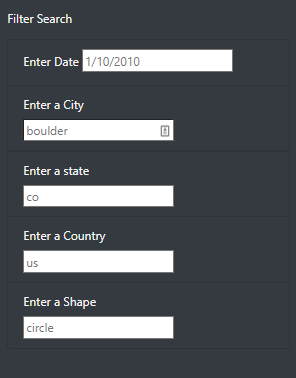 Filter Search
Enter Date 1/10/2010
Enter a City
boulder
Enter a state
co
Enter a Country
us
Enter a Shape
circle